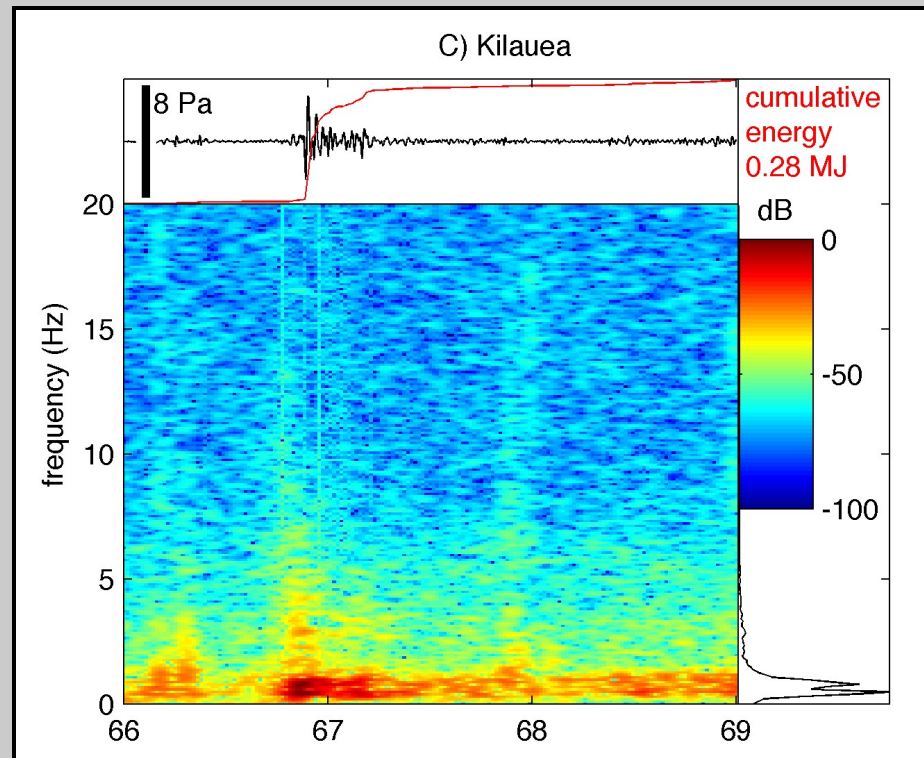 C) Kilauea
8 Pa
cumulative
energy
0.28 MJ
dB
0
-50
-100
frequency (Hz)
20
15
10
5
0
66
67
68
69